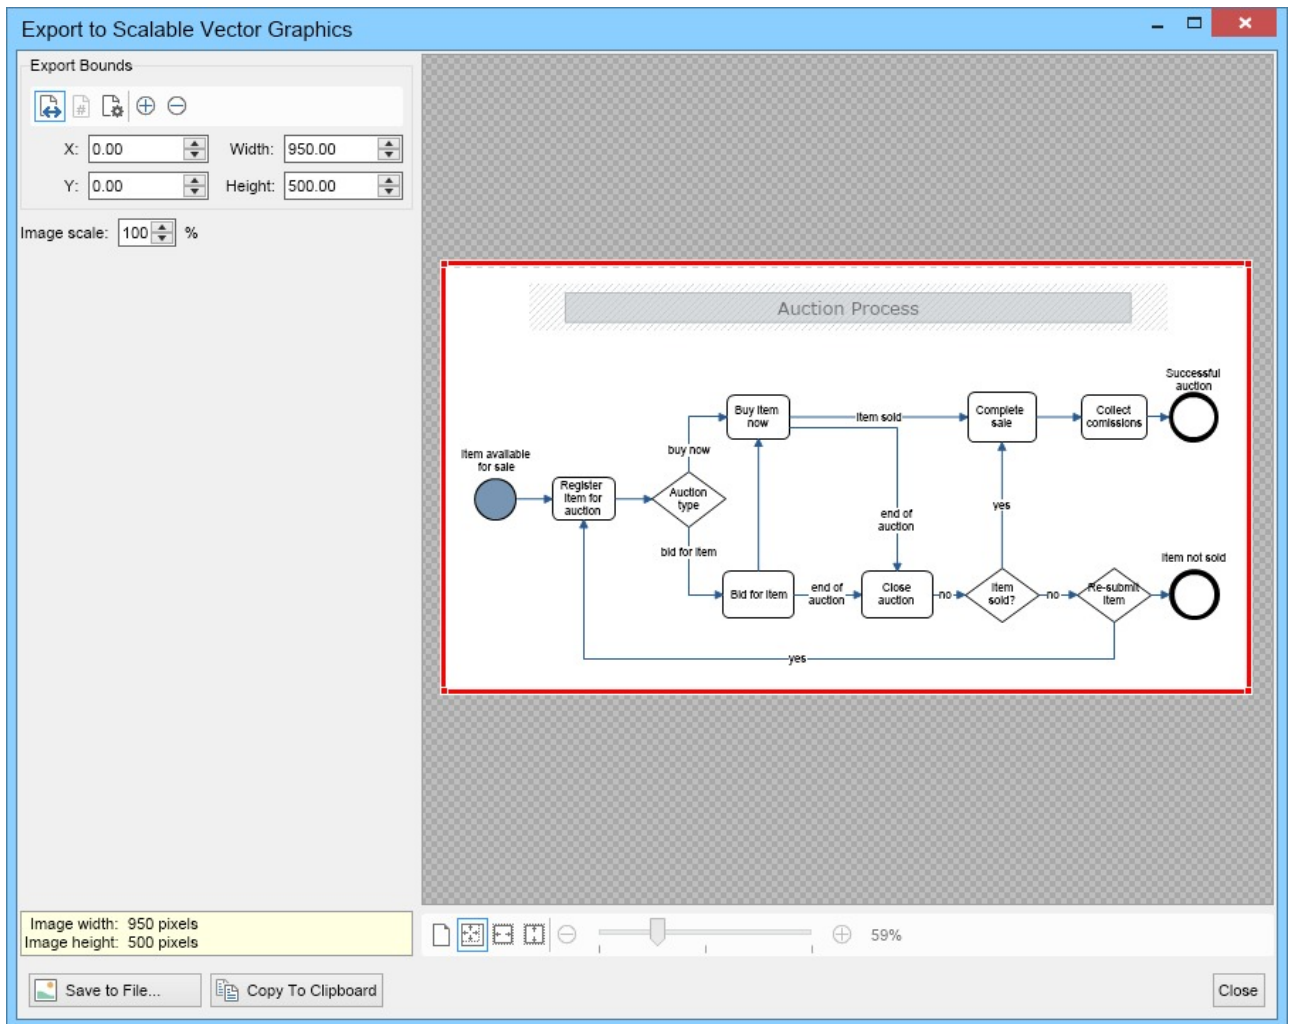 Export to Scalable Vector Graphics
Export Bounds
#
X: 0.00 Width: 950.00
Y: 0.00 Height: 500.00
Image scale: 100 %
Auction Process
Successful
auction
Buy Item
now
Item sold
Complete
sale
Collect
comissions
buy now
Item available
for sale
Register
Item for
auction
Auction
type
end of
auction
yes
bid for Item
Item not sold
Bid for Item
end of
auction
Close
auction
no
Item
sold?
no
Re-submit
Item
yes
Image width: 950 pixels
Image height: 500 pixels
59%
Save to File...
Copy To Clipboard
Close